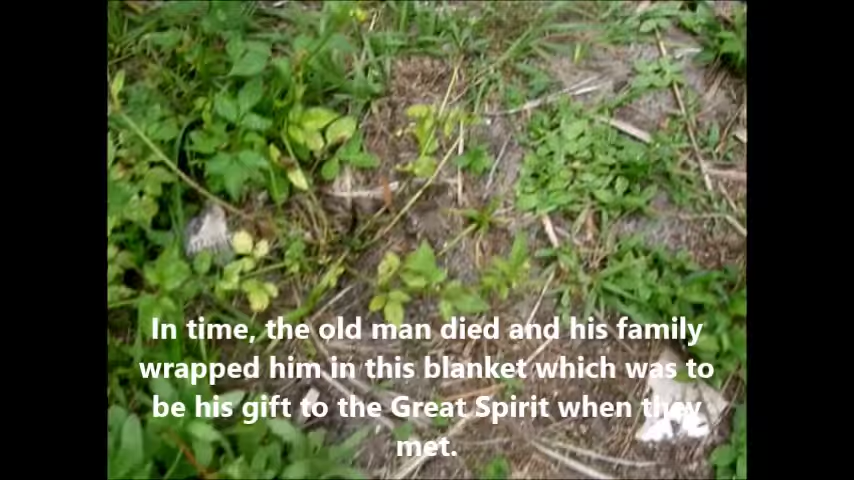 In time, the old man died and his family
wrapped him in this blanket which was to
be his gift to the Great Spirit when they
met.